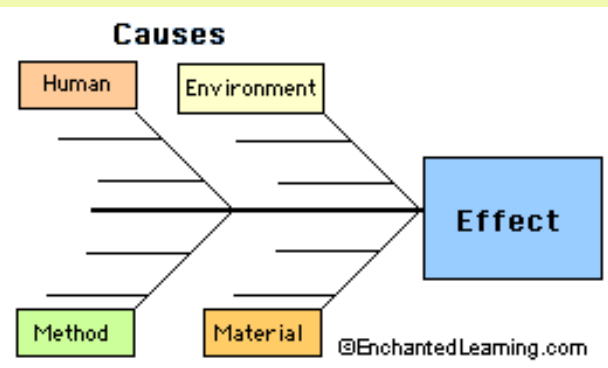 Causes
Human
Environment
Effect
Method
Material
©EnchantedLearning.com